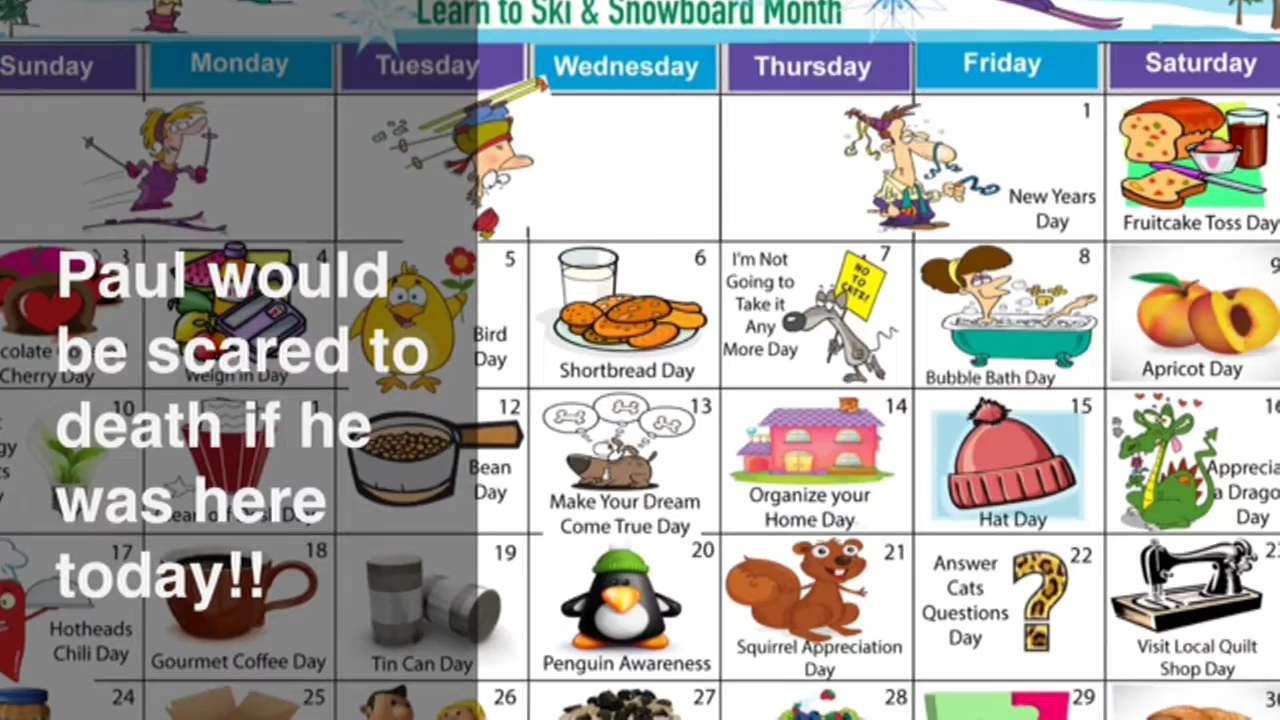 Learn to Ski & Snowboard Month
Sunday Monday Tuesday Wednesday Thursday Friday Saturday
1
New Years
Day
Fruitcake Toss Day
3
4
5
6
7
8
9
Cherry Day
Weigh in Day
Bird
Day
Shortbread Day
I'm Not
Going to
Take it
Any
More Day
NO
TO
CATS!
Bubble Bath Day
Apricot Day
10
12
13
14
15
16
Bean
Day
Make Your Dream
Come True Day
Organize your
Home Day
Hat Day
a Drago
Day
17
18
19
20
21
22
Hotheads
Chili Day
Gourmet Coffee Day
Tin Can Day
Penguin Awareness
Squirrel Appreciation
Day
Answer
Cats
Questions
Day
Visit Local Quilt
Shop Day
24
25
26
27
28
29
Paul would
be scared to
death if he
was here
today!!